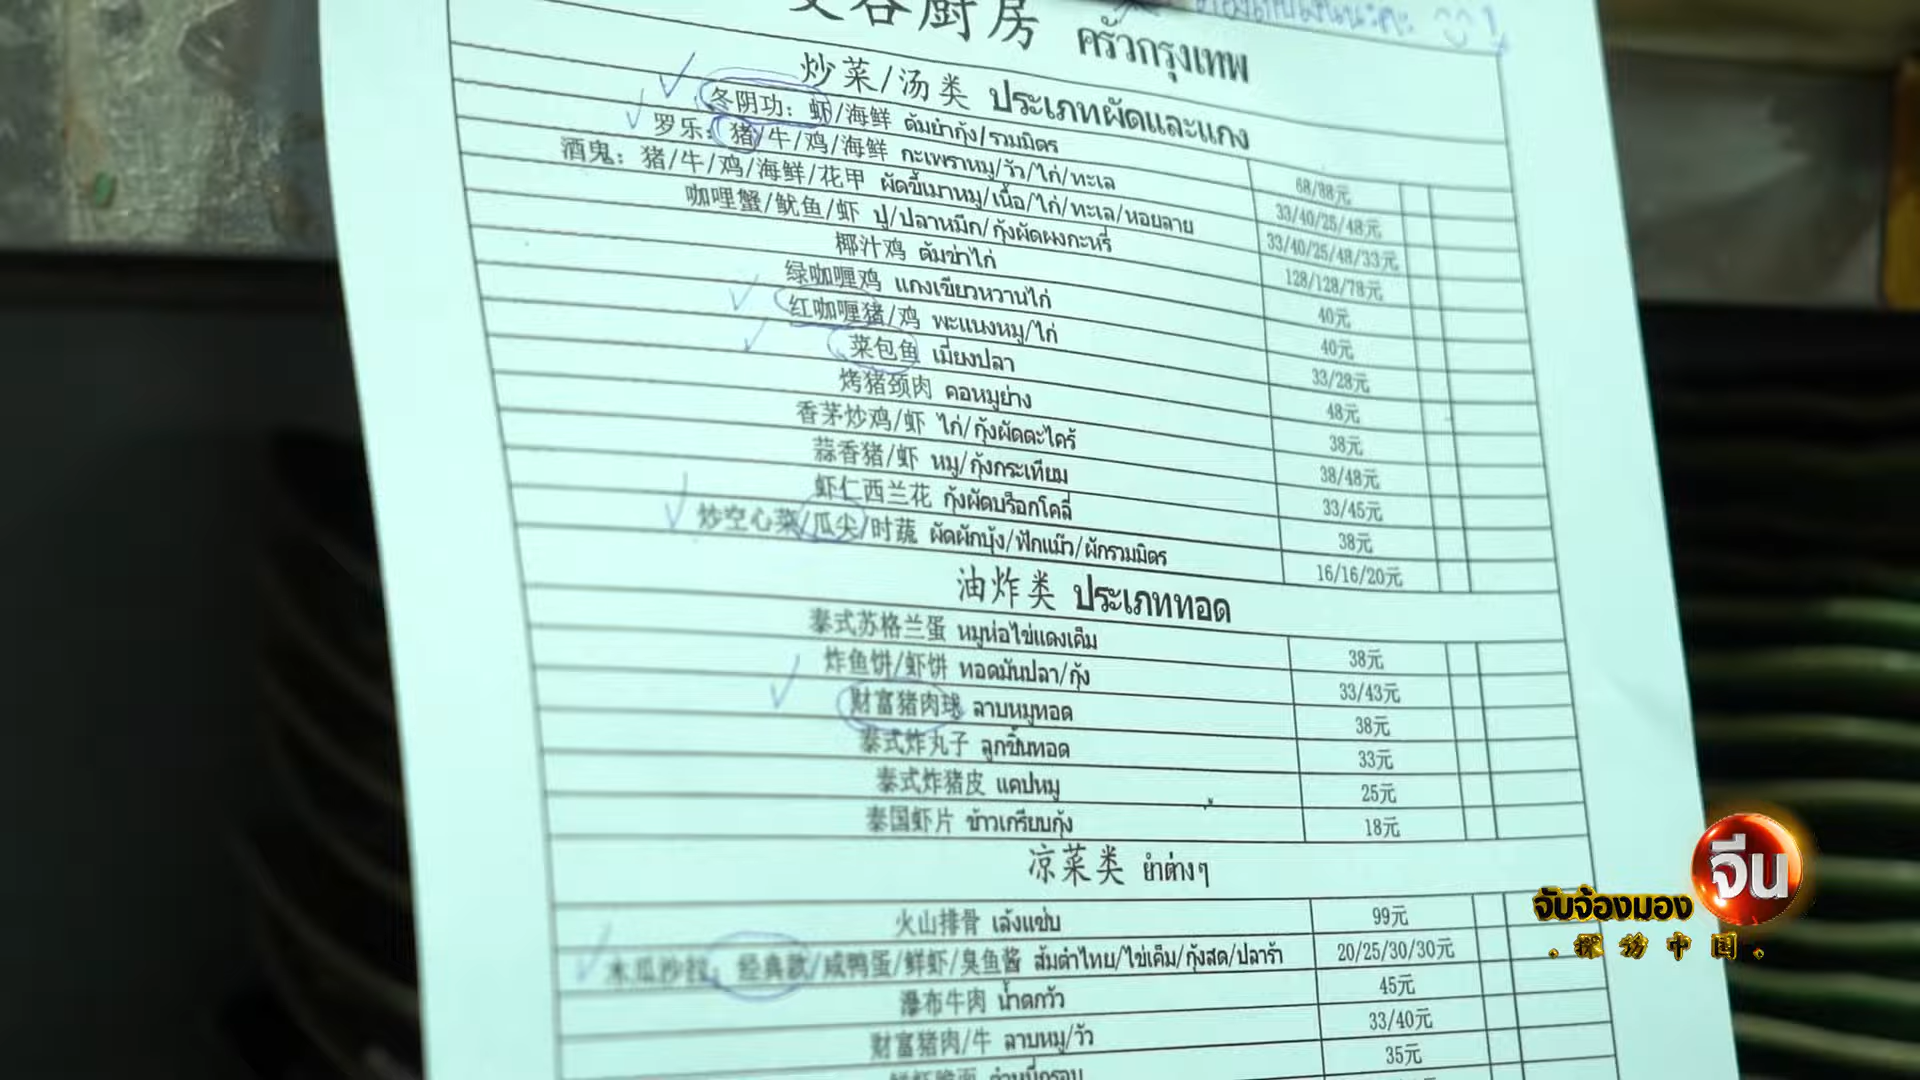 厨房 ครัวกรุงเทพ
炒菜/汤类 ประเภทผัดและแกง
冬阴功：虾/海鲜 ต้มยำกุ้ง/รวมมิตร 68/88元
罗乐：猪/牛/鸡/海鲜 กะเพราหมู/วัว/ไก่/ทะเล 33/40/25/48元
酒鬼：猪/牛/鸡/海鲜/花甲 ผัดขี้เมาหมู/เนื้อ/ไก่/ทะเล/หอยลาย 33/40/25/48/33元
咖哩蟹/鱿鱼/虾 ปู/ปลาหมึก/กุ้งผัดผงกะหรี่ 128/128/78元
椰汁鸡 ต้มข่าไก่ 40元
绿咖喱鸡 แกงเขียวหวานไก่ 40元
红咖喱猪/鸡 พะแนงหมู/ไก่ 33/28元
菜包鱼 เมี่ยงปลา 48元
烤猪颈肉 คอหมูย่าง 38元
香茅炒鸡/虾 ไก่/กุ้งผัดตะไคร้ 38/48元
蒜香猪/虾 หมู/กุ้งกระเทียม 33/45元
虾仁西兰花 กุ้งผัดบร็อกโคลี่ 38元
炒空心菜/瓜尖/时蔬 ผัดผักบุ้ง/ฟักแม้ว/ผักรวมมิตร 16/16/20元
油炸类 ประเภททอด
泰式苏格兰蛋 หมูห่อไข่แดงเค็ม 38元
炸鱼饼/虾饼 ทอดมันปลา/กุ้ง 33/43元
财富猪肉球 ลาบหมูทอด 38元
泰式炸丸子 ลูกชิ้นทอด 33元
泰式炸猪皮 แคปหมู 25元
泰国虾片 ข้าวเกรียบกุ้ง 18元
凉菜类 ยำต่างๆ
火山排骨 เล้งแซ่บ 99元
木瓜沙拉：经典款/咸鸭蛋/鲜虾/臭鱼酱 ส้มตำไทย/ไข่เค็ม/กุ้งสด/ปลาร้า 20/25/30/30元
瀑布牛肉 น้ำตกวัว 45元
财富猪肉/牛 ลาบหมู/วัว 33/40元
35元
จับจ้องมองจีน
探访中国